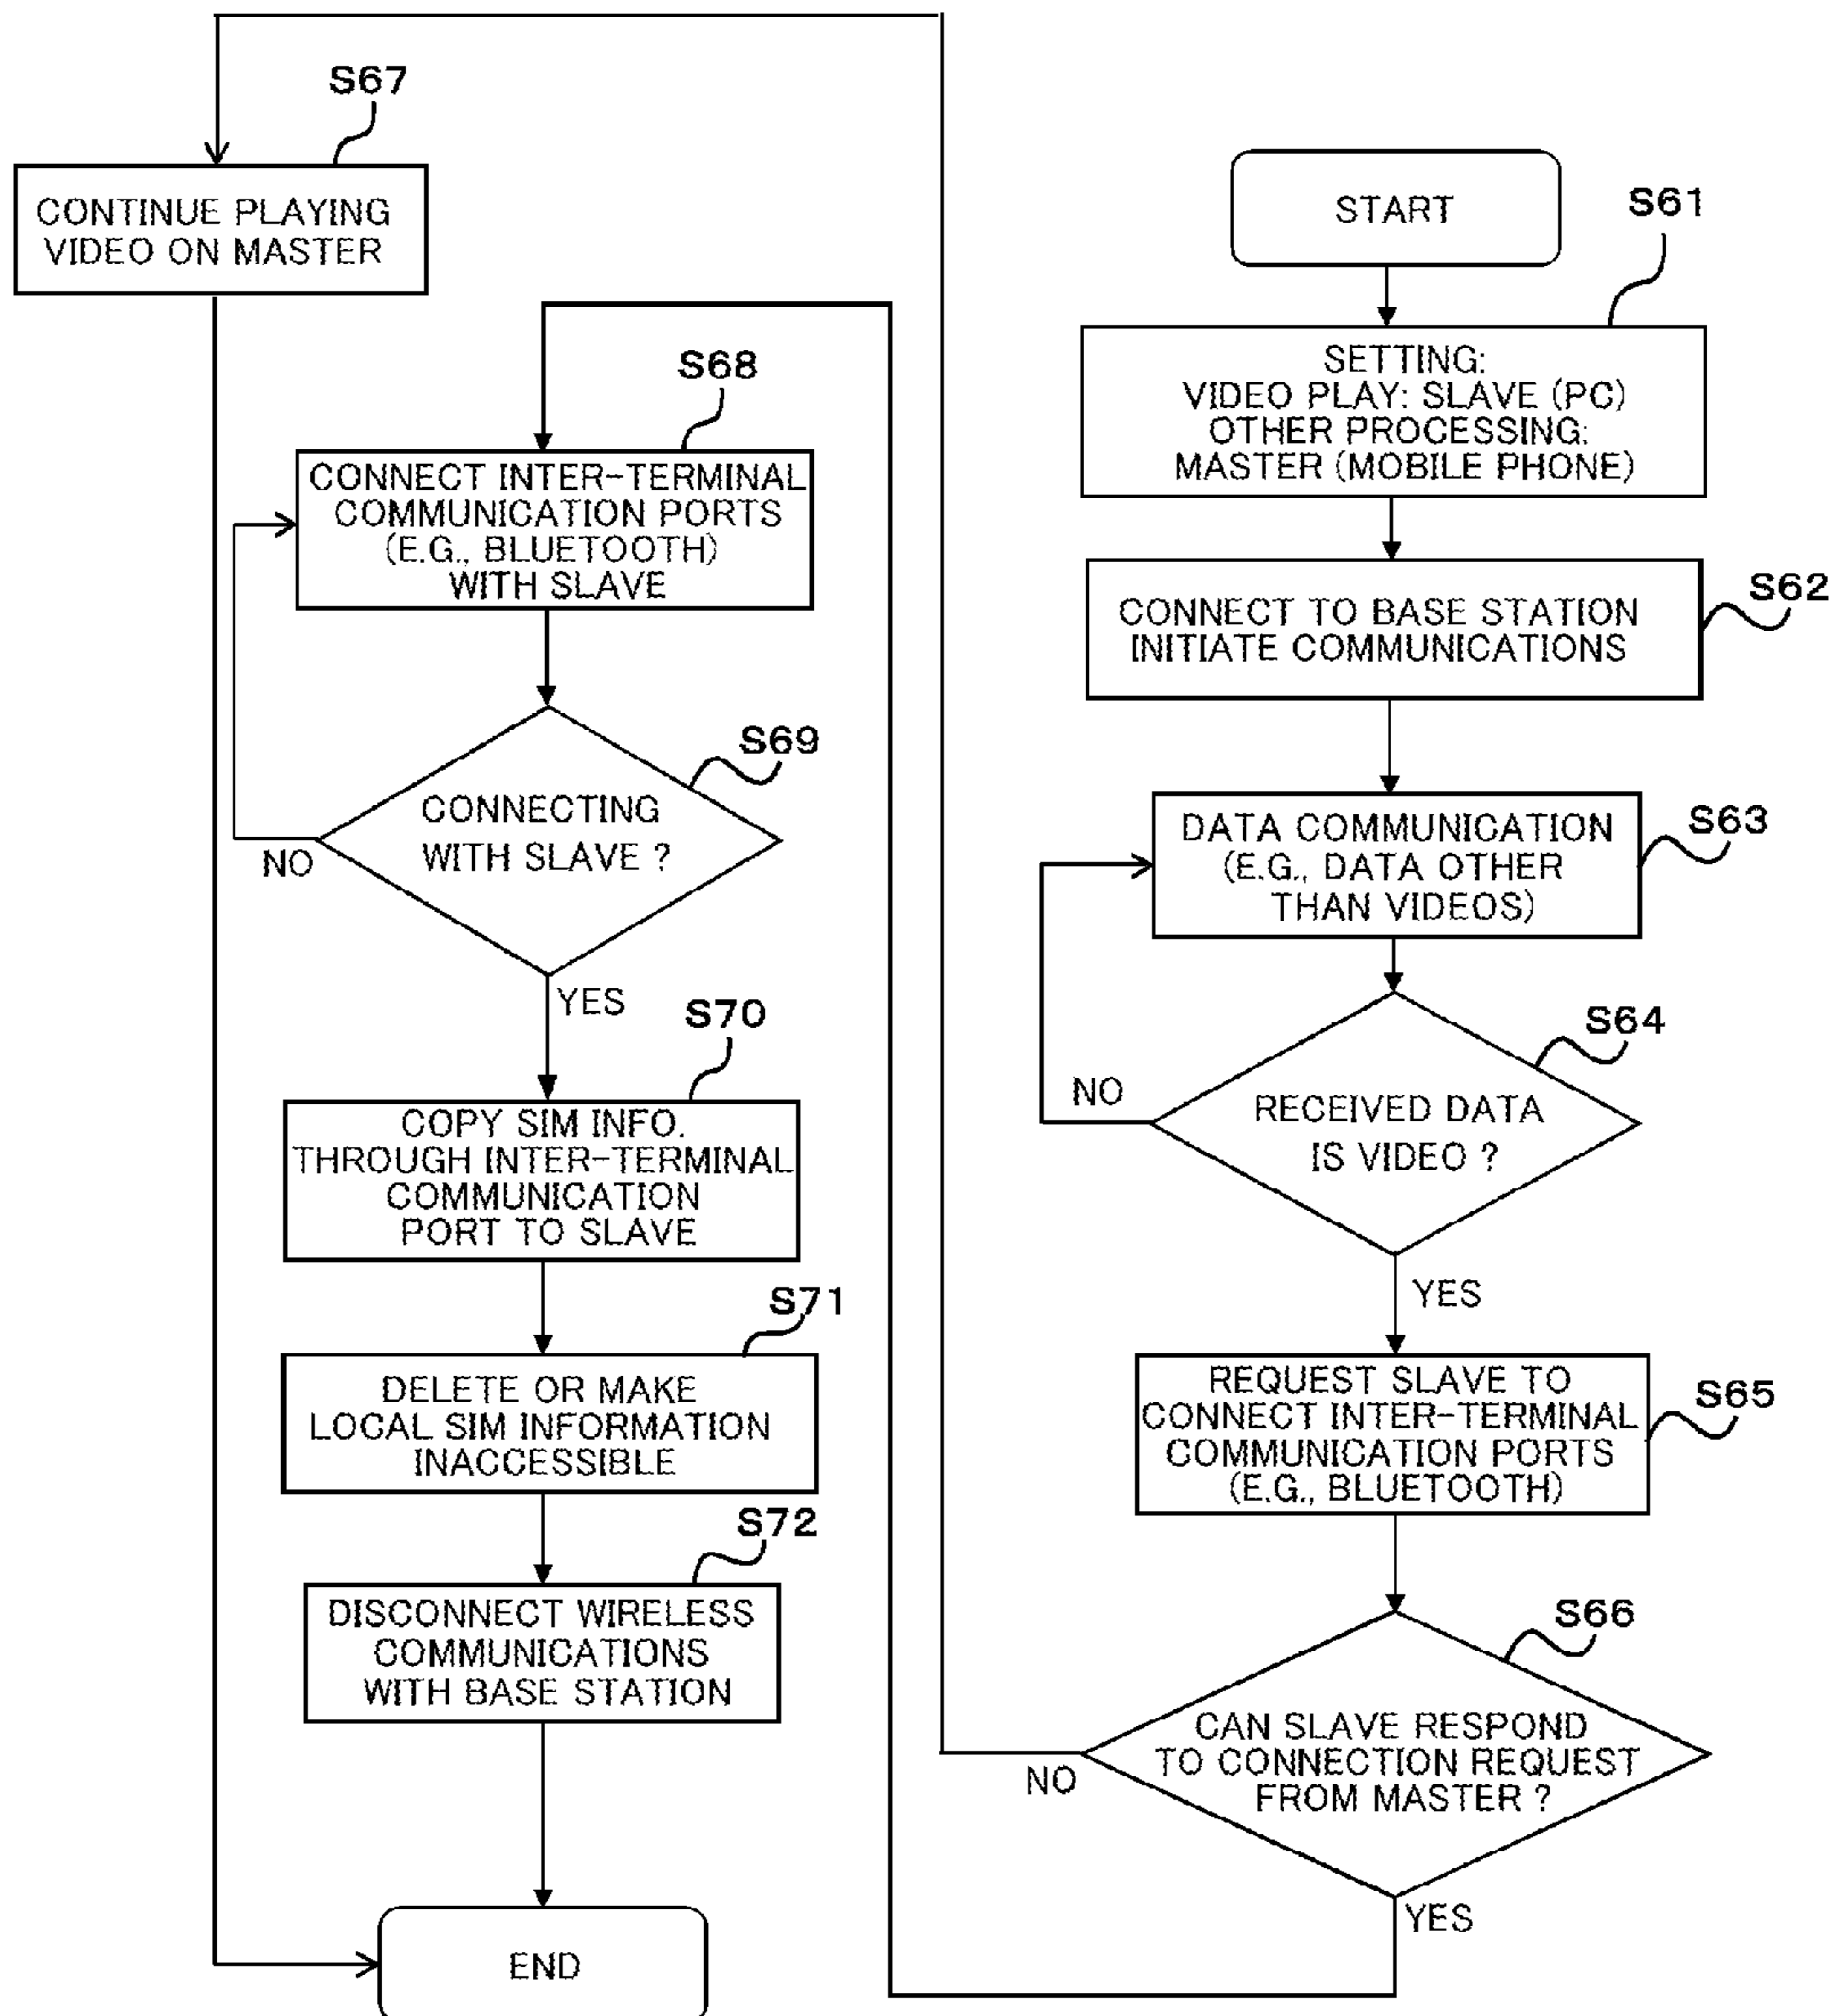 START
S61
SETTING:
VIDEO PLAY: SLAVE (PC)
OTHER PROCESSING:
MASTER (MOBILE PHONE)
S62
CONNECT TO BASE STATION
INITIATE COMMUNICATIONS
S63
DATA COMMUNICATION
(E.G., DATA OTHER
THAN VIDEOS)
S64
RECEIVED DATA
IS VIDEO ?
NO
YES
S65
REQUEST SLAVE TO
CONNECT INTER-TERMINAL
COMMUNICATION PORTS
(E.G., BLUETOOTH)
S66
CAN SLAVE RESPOND
TO CONNECTION REQUEST
FROM MASTER ?
NO
YES
S67
CONTINUE PLAYING
VIDEO ON MASTER
S68
CONNECT INTER-TERMINAL
COMMUNICATION PORTS
(E.G., BLUETOOTH)
WITH SLAVE
S69
CONNECTING
WITH SLAVE ?
NO
YES
S70
COPY SIM INFO.
THROUGH INTER-TERMINAL
COMMUNICATION
PORT TO SLAVE
S71
DELETE OR MAKE
LOCAL SIM INFORMATION
INACCESSIBLE
S72
DISCONNECT WIRELESS
COMMUNICATIONS
WITH BASE STATION
END